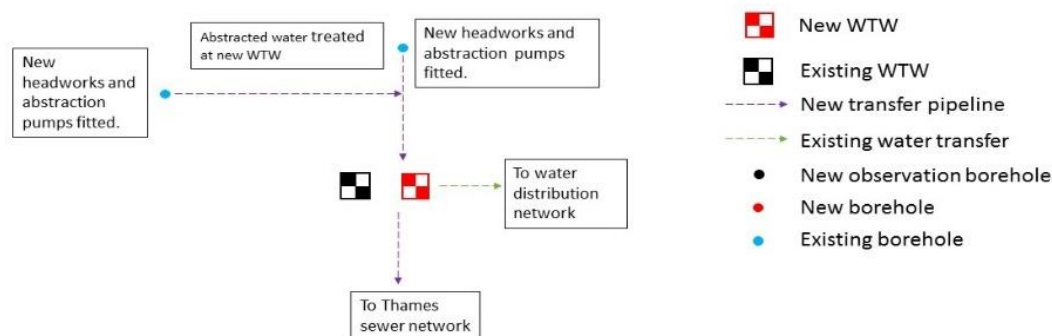 New
headworks and
abstraction
pumps fitted.
Abstracted water treated
at new WTW
New headworks and
abstraction pumps
fitted.
To water
distribution
network
To Thames
sewer network
New WTW
Existing WTW
New transfer pipeline
Existing water transfer
New observation borehole
New borehole
Existing borehole